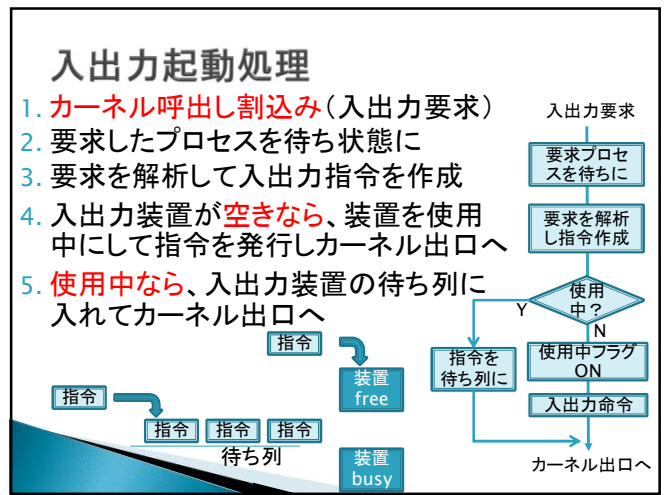 入出力起動処理
1. カーネル呼出し割込み(入出力要求)
2. 要求したプロセスを待ち状態に
3. 要求を解析して入出力指令を作成
4. 入出力装置が空きなら、装置を使用
中にして指令を発行しカーネル出口へ
5. 使用中なら、入出力装置の待ち列に
入れてカーネル出口へ
指令
装置
free
指令
指令 指令 指令
待ち列
装置
busy
入出力要求
要求プロセ
スを待ちに
要求を解析
し指令作成
使用
中?
Y
N
指令を
待ち列に
使用中フラグ
ON
入出力命令
カーネル出口へ